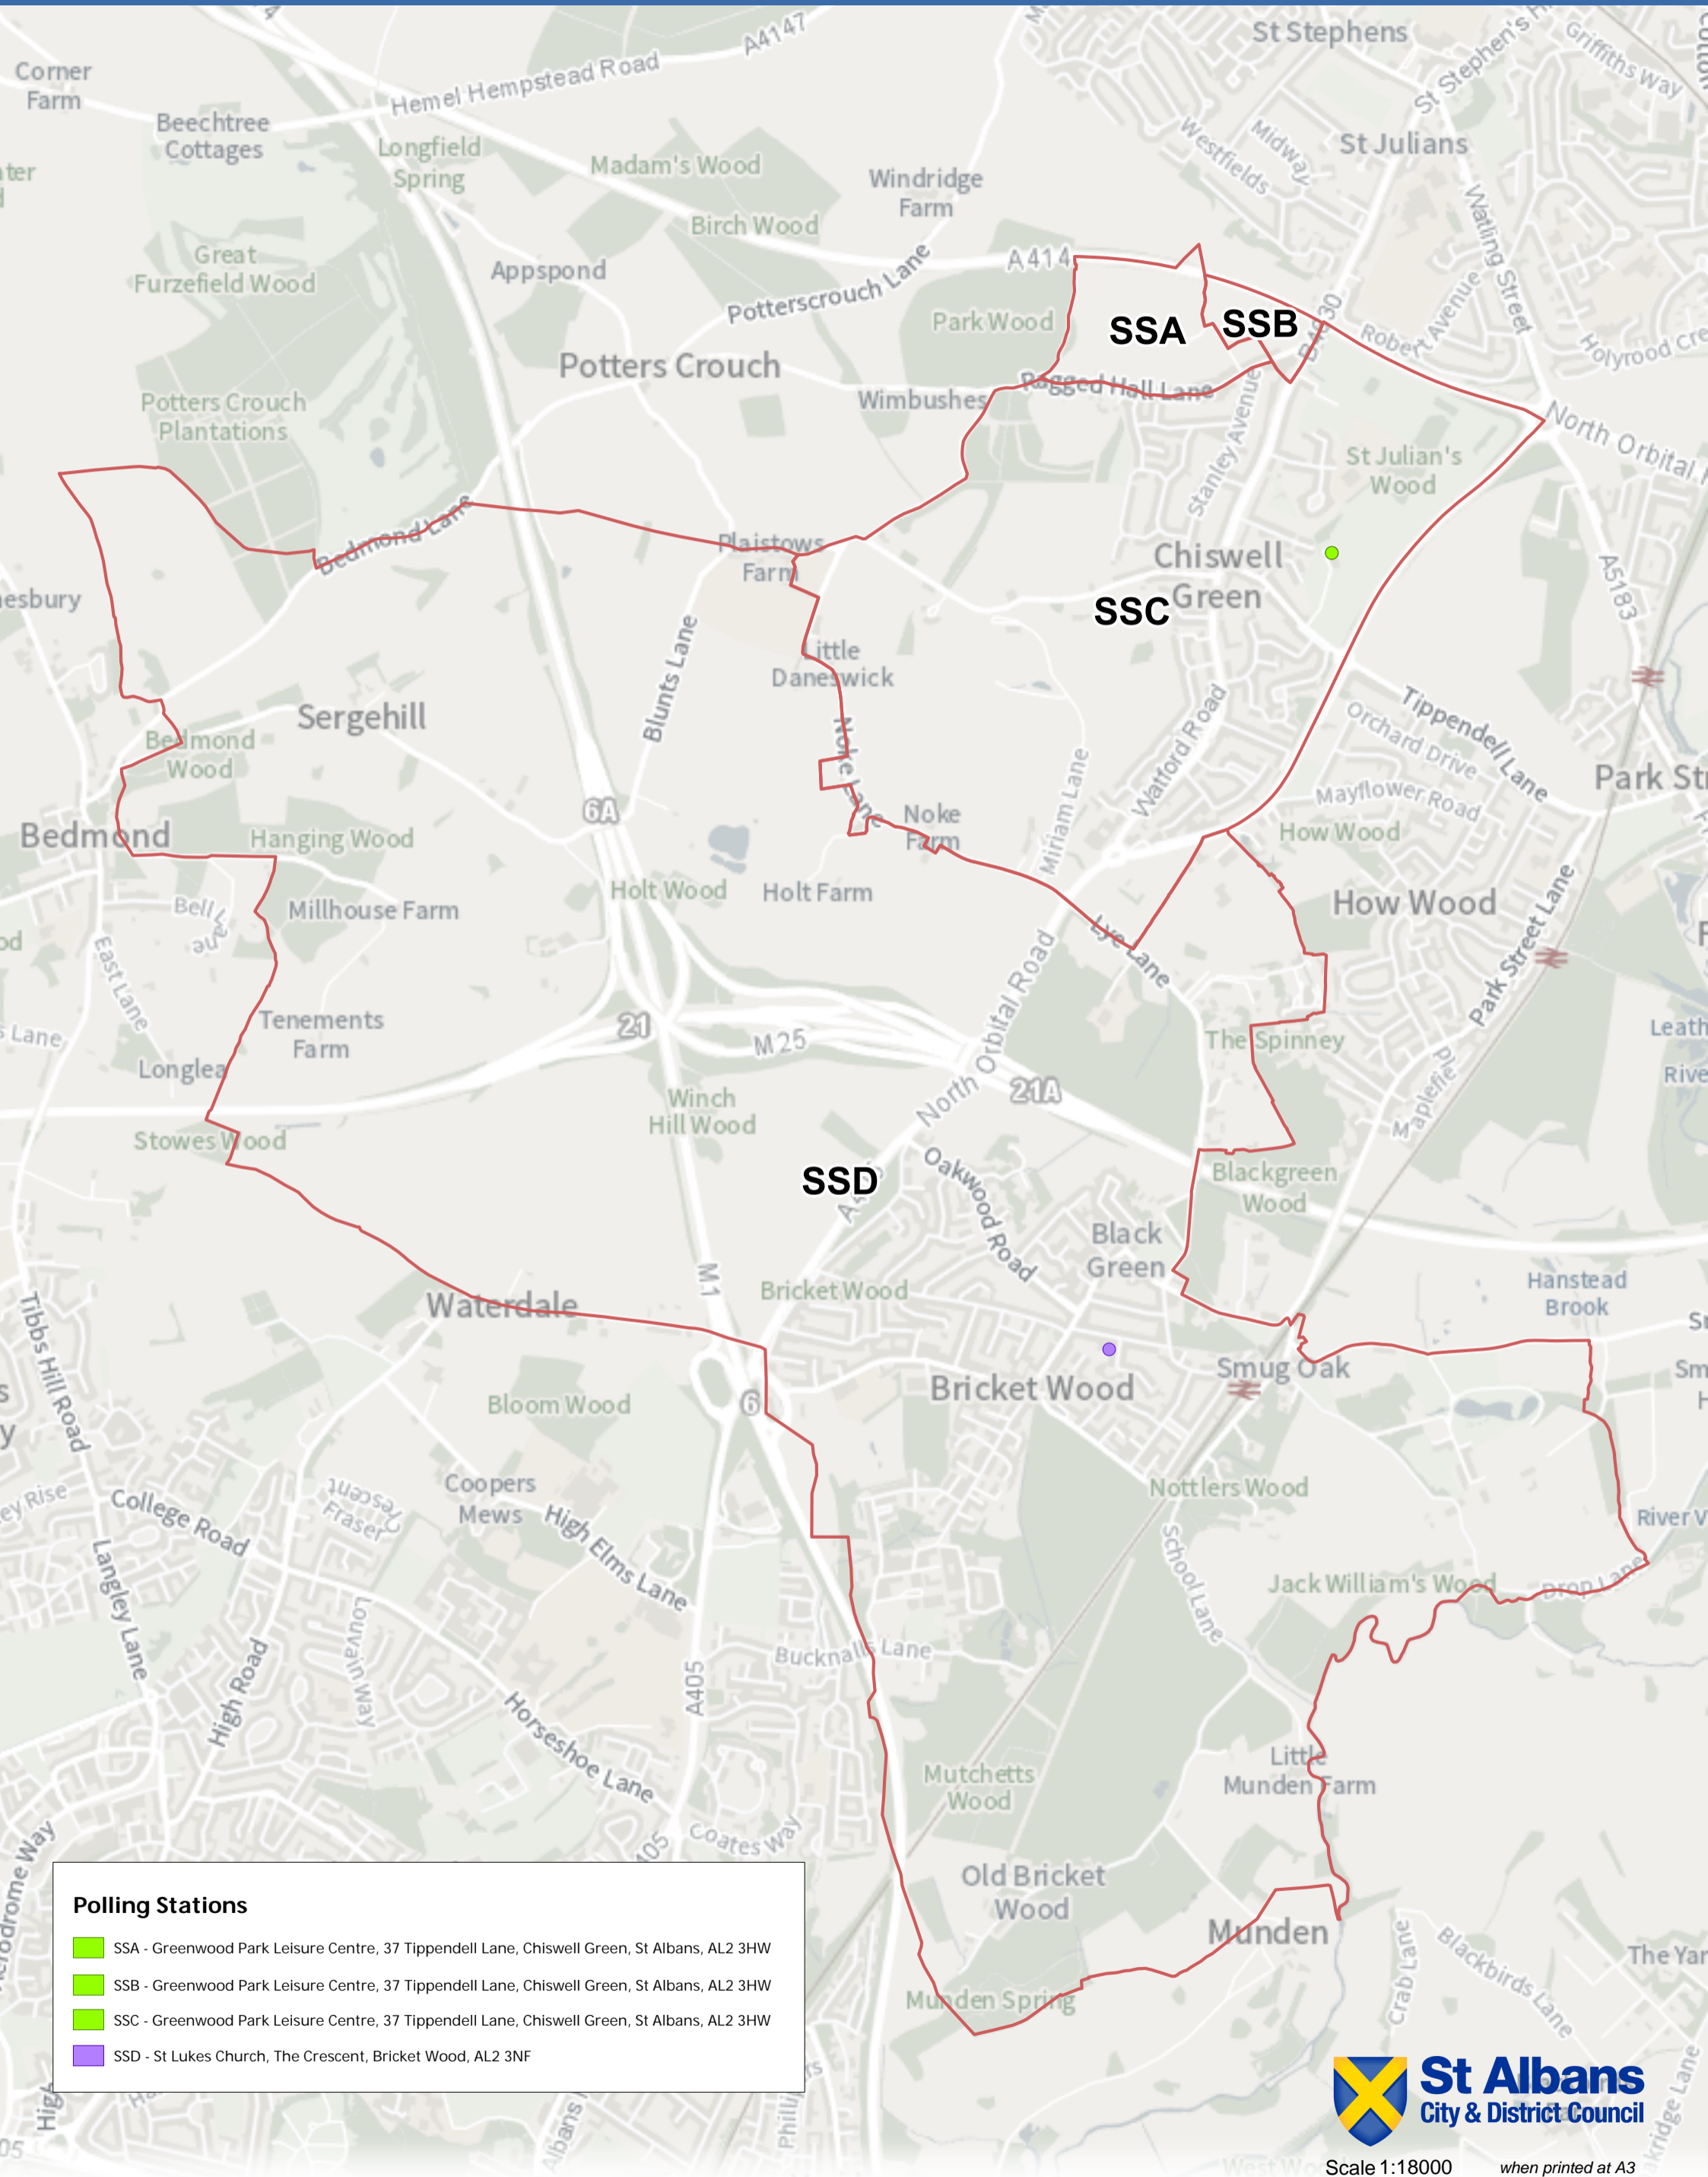 St Stephens
Griffiths Way
St Stephen's H
A4147
Corner
Farm
Hemel Hempstead Road
Beechtree
Cottages
Longfield
Spring
Madam's Wood
Windridge
Farm
Westfields
Midway
St Julians
Watling Street
Birch Wood
Great
Furzefield Wood
Appspond
A414
Potterscrouch Lane
Park Wood
SSA
SSB
B4630
Robert Avenue
Holyrood Cre
Potters Crouch
Wimbushes
Ragged Hall Lane
Potters Crouch
Plantations
Stanley Avenue
North Orbital
St Julian's
Wood
Bedmond Lane
Plaistows
Farm
Chiswell
Green
SSC
A5183
esbury
Blunts Lane
Little
Daneswick
Sergehill
Bedmond
Wood
Noke Lane
Miriam Lane
Watford Road
Tippendell Lane
Orchard Drive
Mayflower Road
Park Str
6A
Bedmond
Hanging Wood
Noke
Farm
How Wood
Holt Wood
Holt Farm
How Wood
Bell Lane
Millhouse Farm
Lye Lane
Park Street Lane
East Lane
North Orbital Road
s Lane
Tenements
Farm
21
M25
The Spinney
Leath
Rive
Longlea
21A
Maplefie
Winch
Hill Wood
Stowes Wood
SSD
Oakwood Road
Blackgreen
Wood
Black
Green
M1
Bricket Wood
Hanstead
Brook
Waterdale
Tibbs Hill Road
Smug Oak
Bricket Wood
Bloom Wood
6
Coopers
Mews
Nottlers Wood
ey Rise
College Road
Fraser Crescent
High Elms Lane
River V
Langley Lane
School Lane
Jack William's Wood
Drop Lane
Louvain Way
High Road
Bucknalls Lane
A405
Horseshoe Lane
Little
Munden Farm
Mutchetts
Wood
Coates Way
Old Bricket
Wood
Munden
Crab Lane
Blackbirds Lane
The Yar
Munden Spring
Polling Stations
SSA - Greenwood Park Leisure Centre, 37 Tippendell Lane, Chiswell Green, St Albans, AL2 3HW
SSB - Greenwood Park Leisure Centre, 37 Tippendell Lane, Chiswell Green, St Albans, AL2 3HW
SSC - Greenwood Park Leisure Centre, 37 Tippendell Lane, Chiswell Green, St Albans, AL2 3HW
SSD - St Lukes Church, The Crescent, Bricket Wood, AL2 3NF
St Albans
City & District Council
Scale 1:18000
when printed at A3